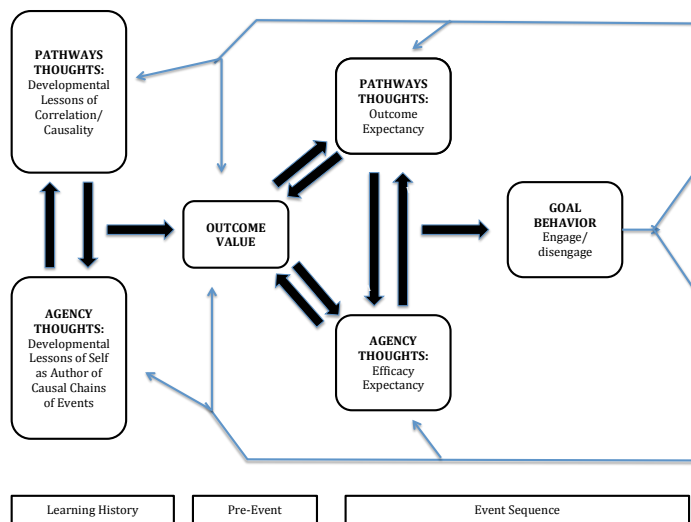 PATHWAYS
THOUGHTS:
Developmental
Lessons of
Correlation/
Causality
PATHWAYS
THOUGHTS:
Outcome
Expectancy
OUTCOME
VALUE
GOAL
BEHAVIOR
Engage/
disengage
AGENCY
THOUGHTS:
Developmental
Lessons of Self
as Author of
Causal Chains
of Events
AGENCY
THOUGHTS:
Efficacy
Expectancy
Learning History
Pre-Event
Event Sequence